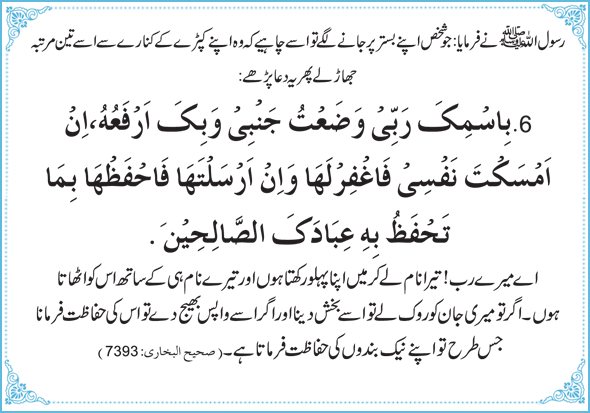 رسول اللہ ﷺ نے فرمایا: جو شخص اپنے بستر پر جانے لگے تو اسے چاہیے کہ وہ اپنے کپڑے کے کنارے سے اسے تین مرتبہ
جھاڑ لے پھر یہ دعا پڑھے:
6. بِاسْمِکَ رَبِّیْ وَضَعْتُ جَنْبِیْ وَبِکَ اَرْفَعُهُ، اِنْ
اَمْسَکْتَ نَفْسِیْ فَاغْفِرْلَهَا وَاِنْ اَرْسَلْتَهَا فَاحْفَظْهَا بِمَا
تَحْفَظُ بِهِ عِبَادَکَ الصَّالِحِیْنَ.
اے میرے رب! تیرا نام لے کر میں اپنا پہلو رکھتا ہوں اور تیرے نام ہی کے ساتھ اس کو اٹھاتا
ہوں۔ اگر تو میری جان کو روک لے تو اسے بخش دینا اور اگر اسے واپس بھیج دے تو اس کی حفاظت فرمانا
جس طرح تو اپنے نیک بندوں کی حفاظت فرماتا ہے۔ (صحیح البخاری: 7393)